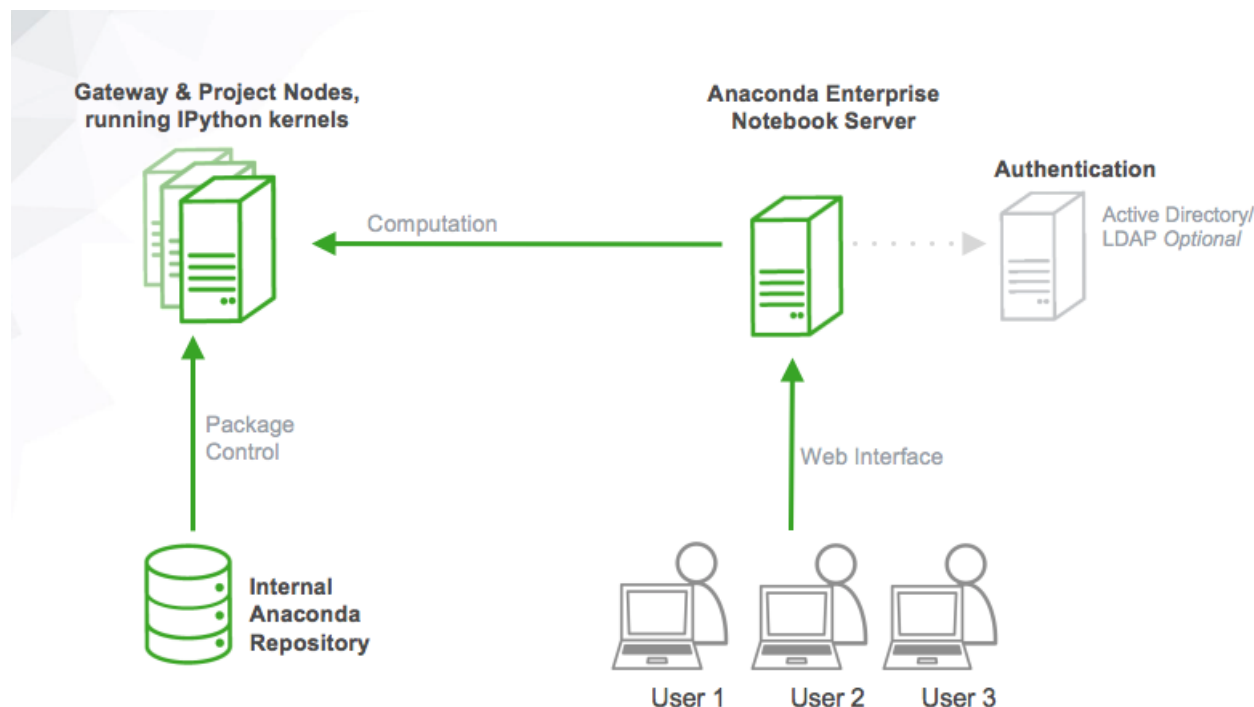 Gateway & Project Nodes,
running IPython kernels
Anaconda Enterprise
Notebook Server
Authentication
Active Directory/
LDAP Optional
Computation
Package
Control
Web Interface
Internal
Anaconda
Repository
User 1
User 2
User 3